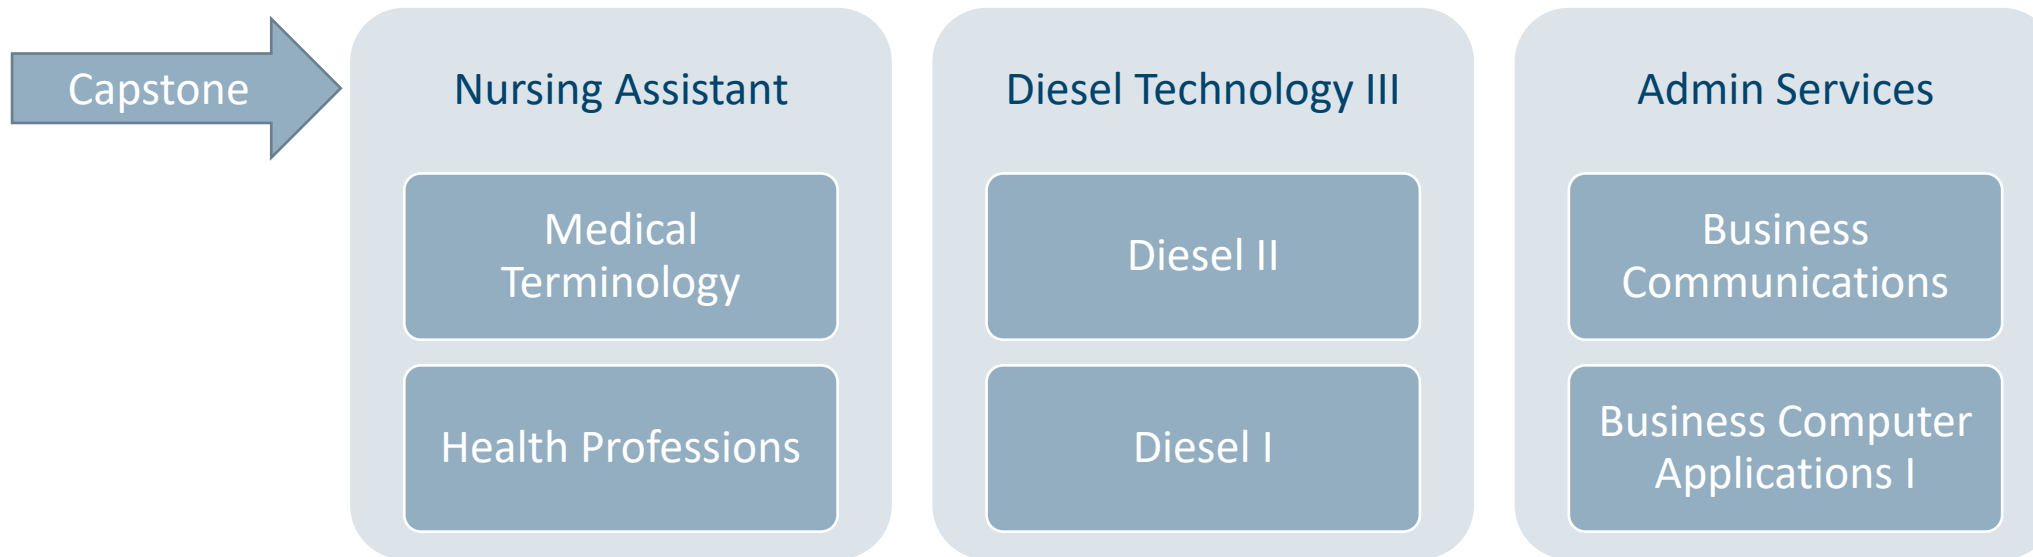 Capstone
Nursing Assistant
Medical
Terminology
Health Professions
Diesel Technology III
Diesel II
Diesel I
Admin Services
Business
Communications
Business Computer
Applications I